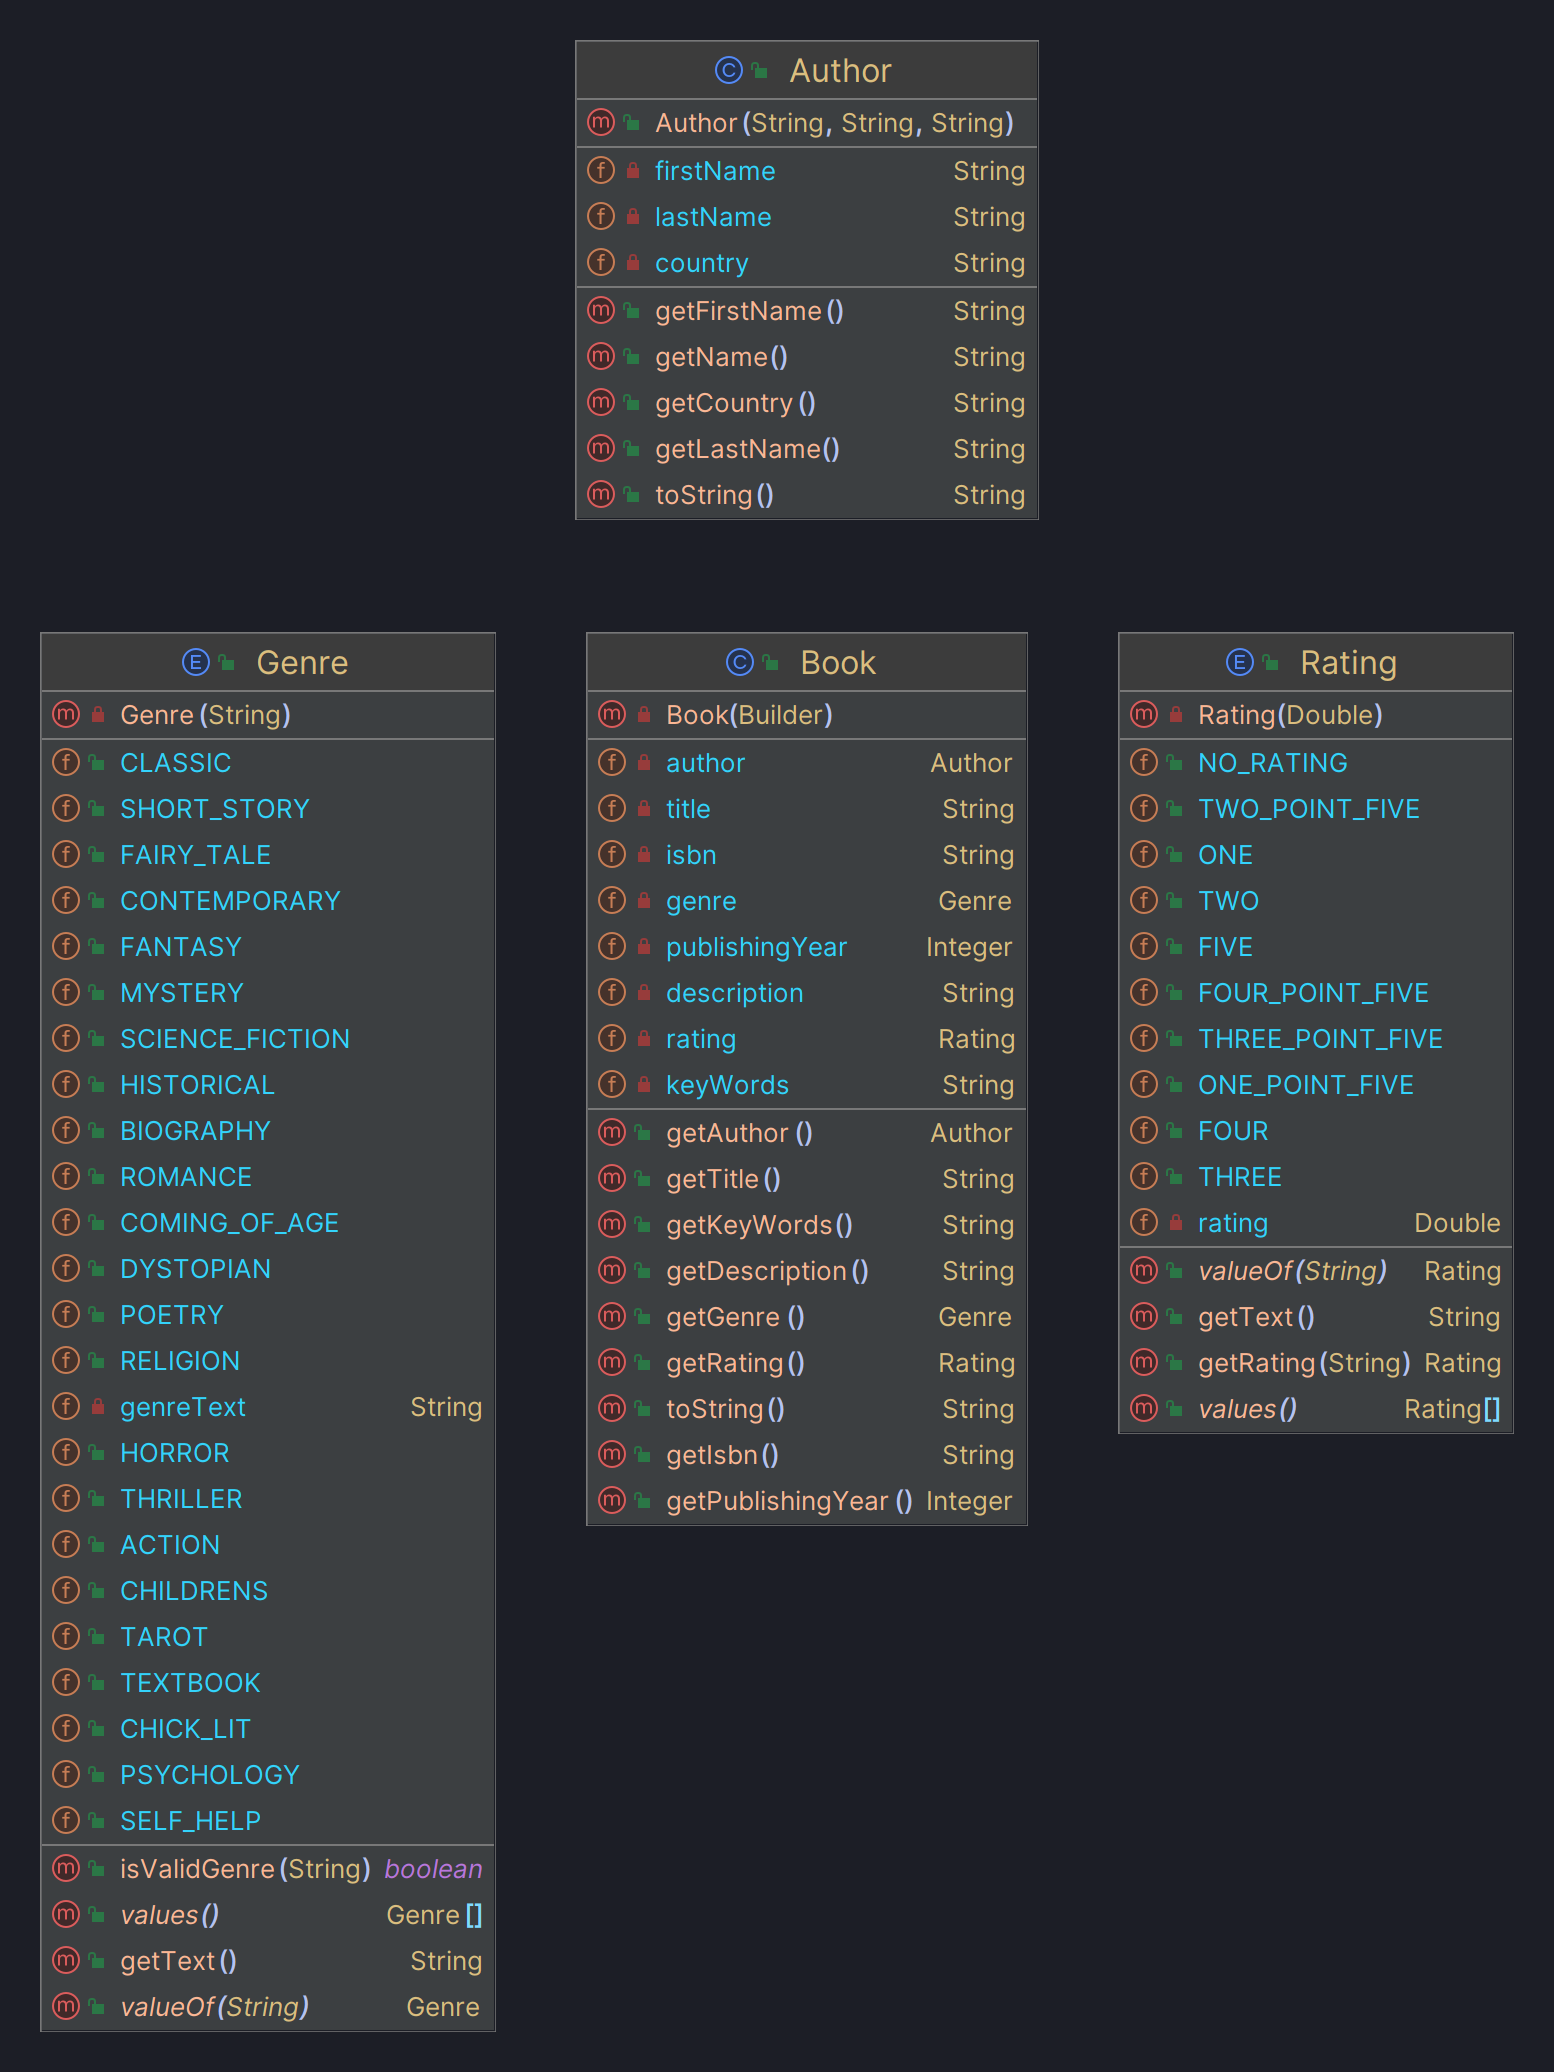 Author
Author(String, String, String)
firstName String
lastName String
country String
getFirstName() String
getName() String
getCountry() String
getLastName() String
toString() String
Genre
Genre(String)
CLASSIC
SHORT_STORY
FAIRY_TALE
CONTEMPORARY
FANTASY
MYSTERY
SCIENCE_FICTION
HISTORICAL
BIOGRAPHY
ROMANCE
COMING_OF_AGE
DYSTOPIAN
POETRY
RELIGION
genreText String
HORROR
THRILLER
ACTION
CHILDRENS
TAROT
TEXTBOOK
CHICK_LIT
PSYCHOLOGY
SELF_HELP
isValidGenre(String) boolean
values() Genre[]
getText() String
valueOf(String) Genre
Book
Book(Builder)
author Author
title String
isbn String
genre Genre
publishingYear Integer
description String
rating Rating
keyWords String
getAuthor() Author
getTitle() String
getKeyWords() String
getDescription() String
getGenre() Genre
getRating() Rating
toString() String
getIsbn() String
getPublishingYear() Integer
Rating
Rating(Double)
NO_RATING
TWO_POINT_FIVE
ONE
TWO
FIVE
FOUR_POINT_FIVE
THREE_POINT_FIVE
ONE_POINT_FIVE
FOUR
THREE
rating Double
valueOf(String) Rating
getText() String
getRating(String) Rating
values() Rating[]